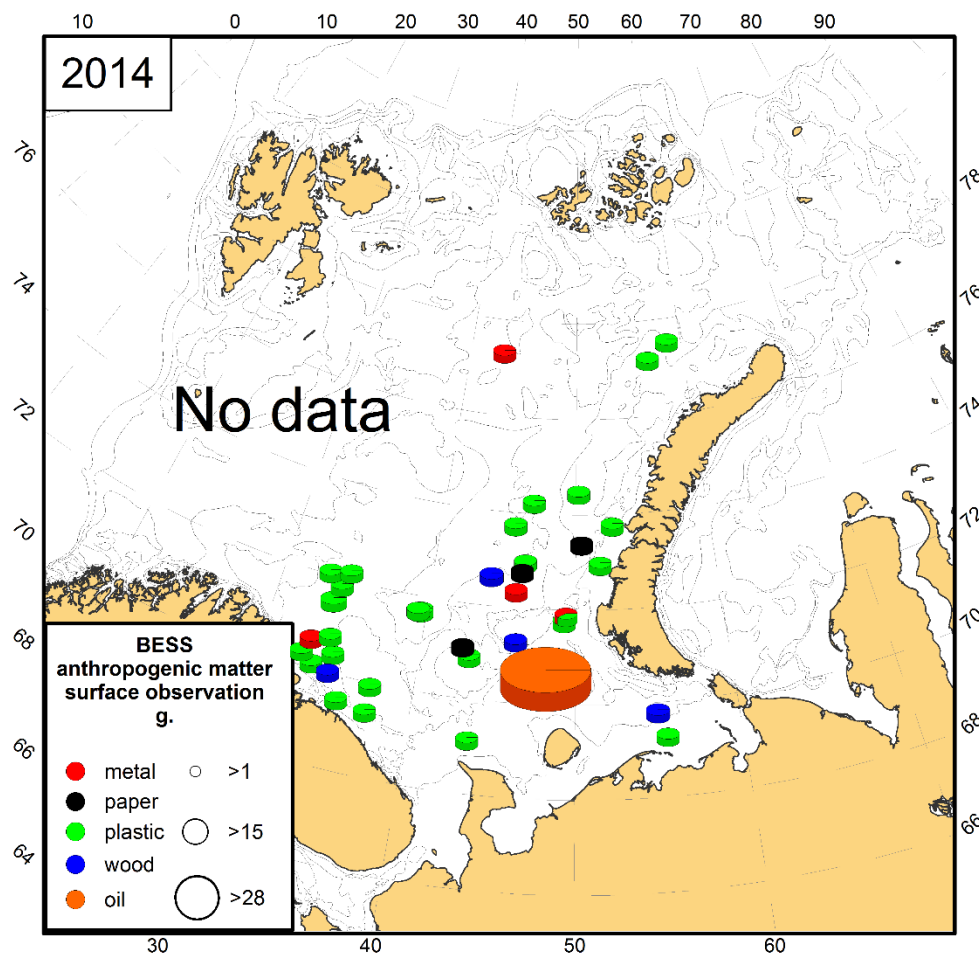 10 0 10 20 30 40 50 60 70 80 90
2014
76
78
74
76
No data
72
74
70
72
68
70
BESS
anthropogenic matter
surface observation
g.
66
68
metal >1
paper
plastic >15
66
wood
64
oil >28
30 40 50 60